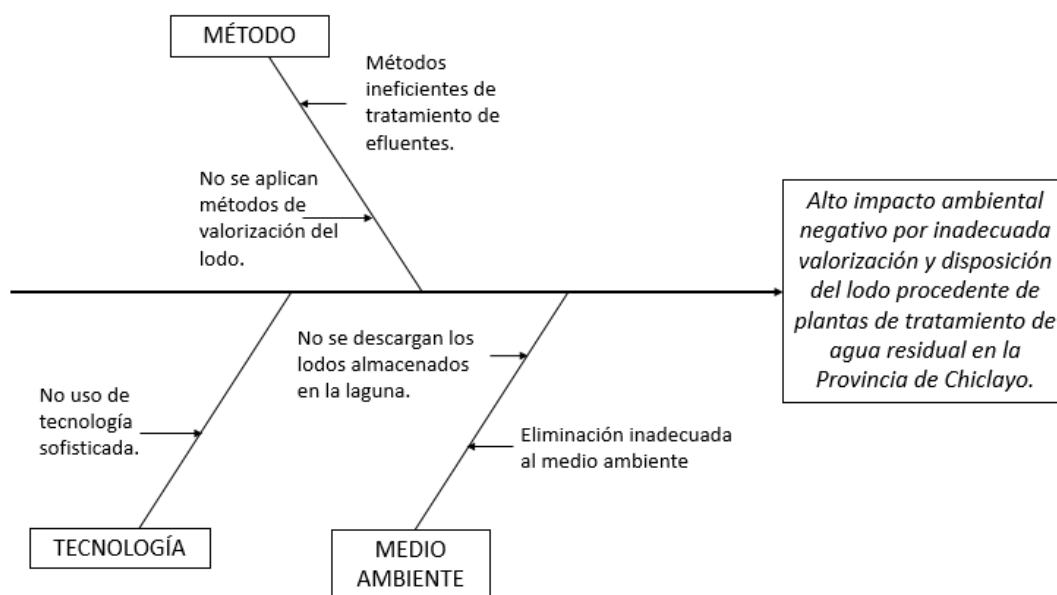 MÉTODO
Métodos
ineficientes de
tratamiento de
efluentes.
No se aplican
métodos de
valorización del
lodo.
Alto impacto ambiental
negativo por inadecuada
valorización y disposición
del lodo procedente de
plantas de tratamiento de
agua residual en la
Provincia de Chiclayo.
No se descargan los
lodos almacenados
en la laguna.
No uso de
tecnología
sofisticada.
Eliminación inadecuada
al medio ambiente
TECNOLOGÍA
MEDIO
AMBIENTE